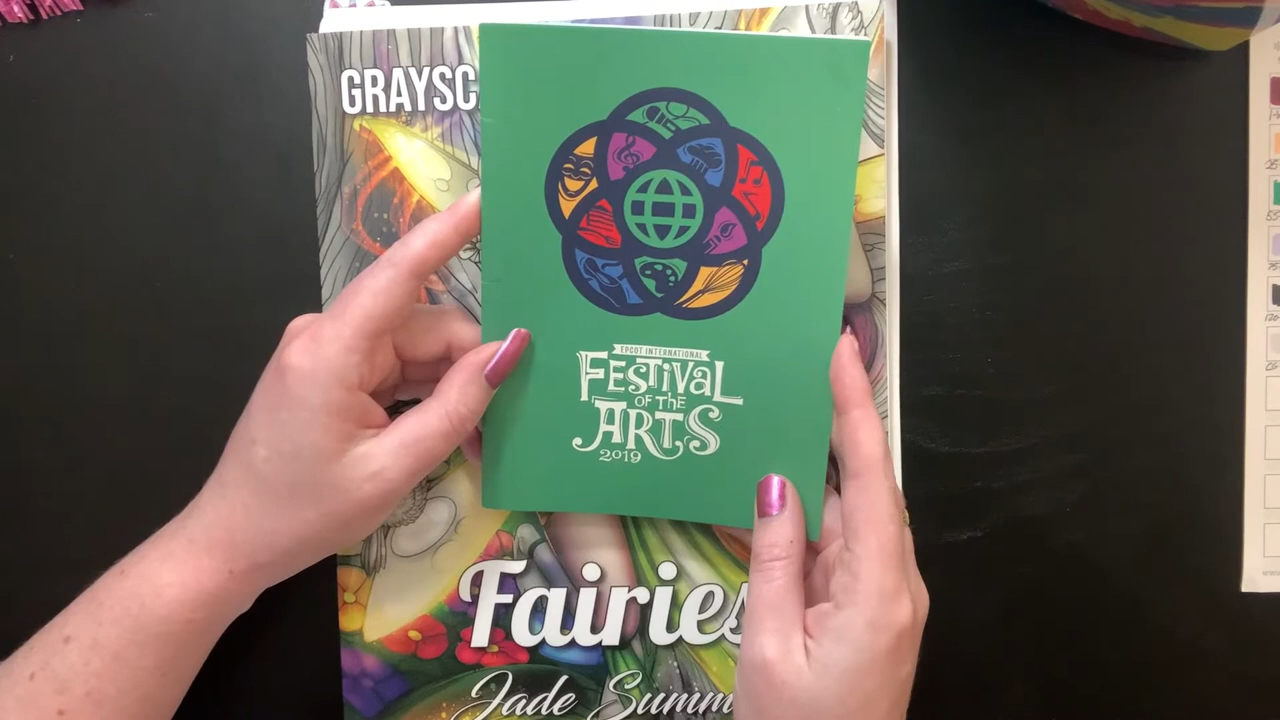 GRAYSC
EPCOT INTERNATIONAL
FESTIVAL
OF THE
ARTS
2019
Fairies
Jade Summ